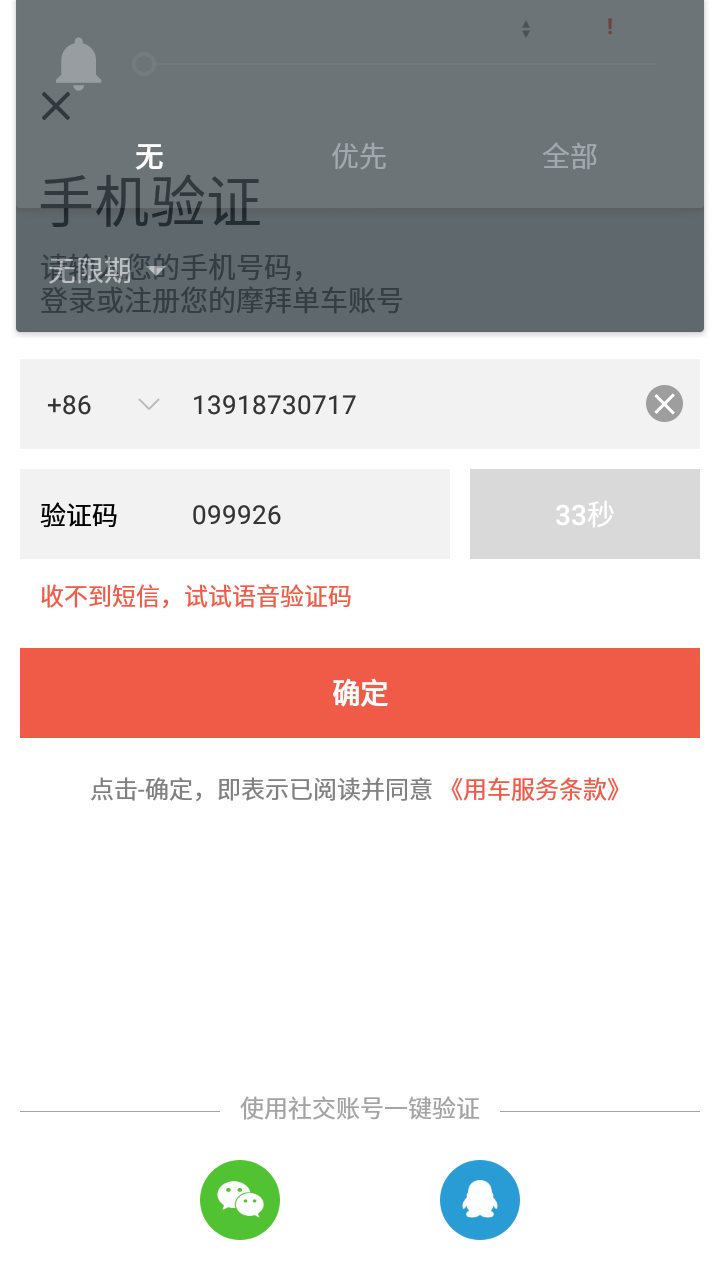 无 优先 全部
手机验证
请输入您的手机号码，
无限期
登录或注册您的摩拜单车账号
+86 13918730717
验证码 099926 33秒
收不到短信，试试语音验证码
确定
点击-确定，即表示已阅读并同意 《用车服务条款》
使用社交账号一键验证